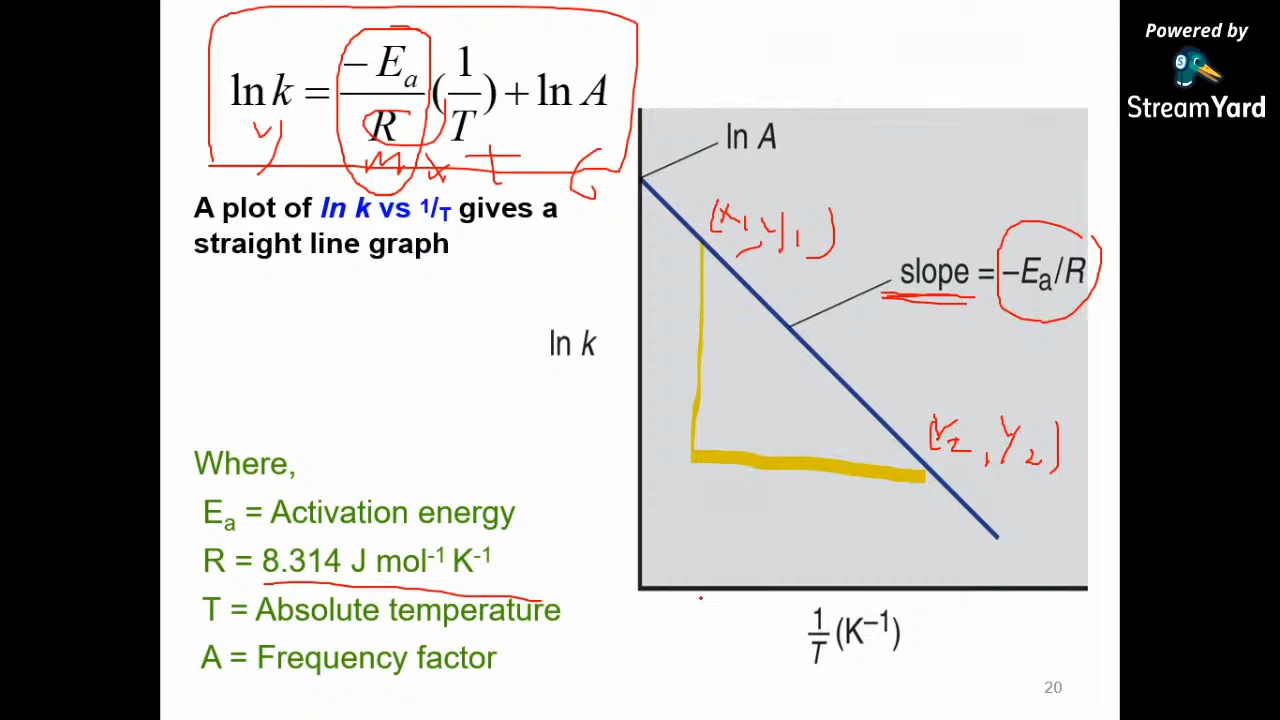 Powered by
StreamYard
ln k = −Ea/R (1/T) + ln A
y m x + c
A plot of ln k vs 1/T gives a
straight line graph
ln A
(x1, y1)
slope = −Ea/R
ln k
(x2, y2)
Where,
Ea = Activation energy
R = 8.314 J mol-1 K-1
T = Absolute temperature
A = Frequency factor
1/T (K−1)
20